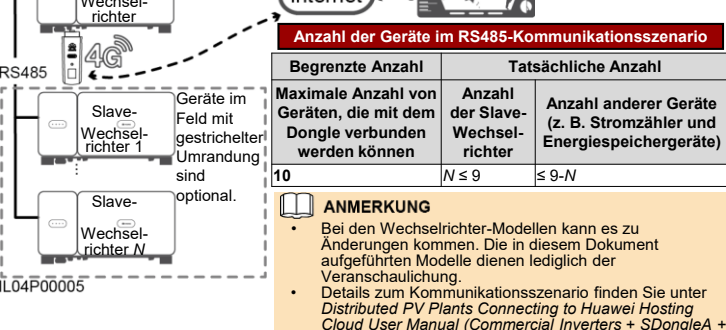 Wechsel-
richter
Internet
4G
RS485
Slave-
Wechsel-
richter 1
Slave-
Wechsel-
richter N
Geräte im
Feld mit
gestrichelter
Umrandung
sind
optional.
IL04P00005
Anzahl der Geräte im RS485-Kommunikationsszenario
Begrenzte Anzahl Tatsächliche Anzahl
Maximale Anzahl von
Geräten, die mit dem
Dongle verbunden
werden können
Anzahl
der Slave-
Wechsel-
richter
Anzahl anderer Geräte
(z. B. Stromzähler und
Energiespeichergeräte)
10 N ≤ 9 ≤ 9-N
ANMERKUNG
• Bei den Wechselrichter-Modellen kann es zu
Änderungen kommen. Die in diesem Dokument
aufgeführten Modelle dienen lediglich der
Veranschaulichung.
• Details zum Kommunikationsszenario finden Sie unter
Distributed PV Plants Connecting to Huawei Hosting
Cloud User Manual (Commercial Inverters + SDongleA +